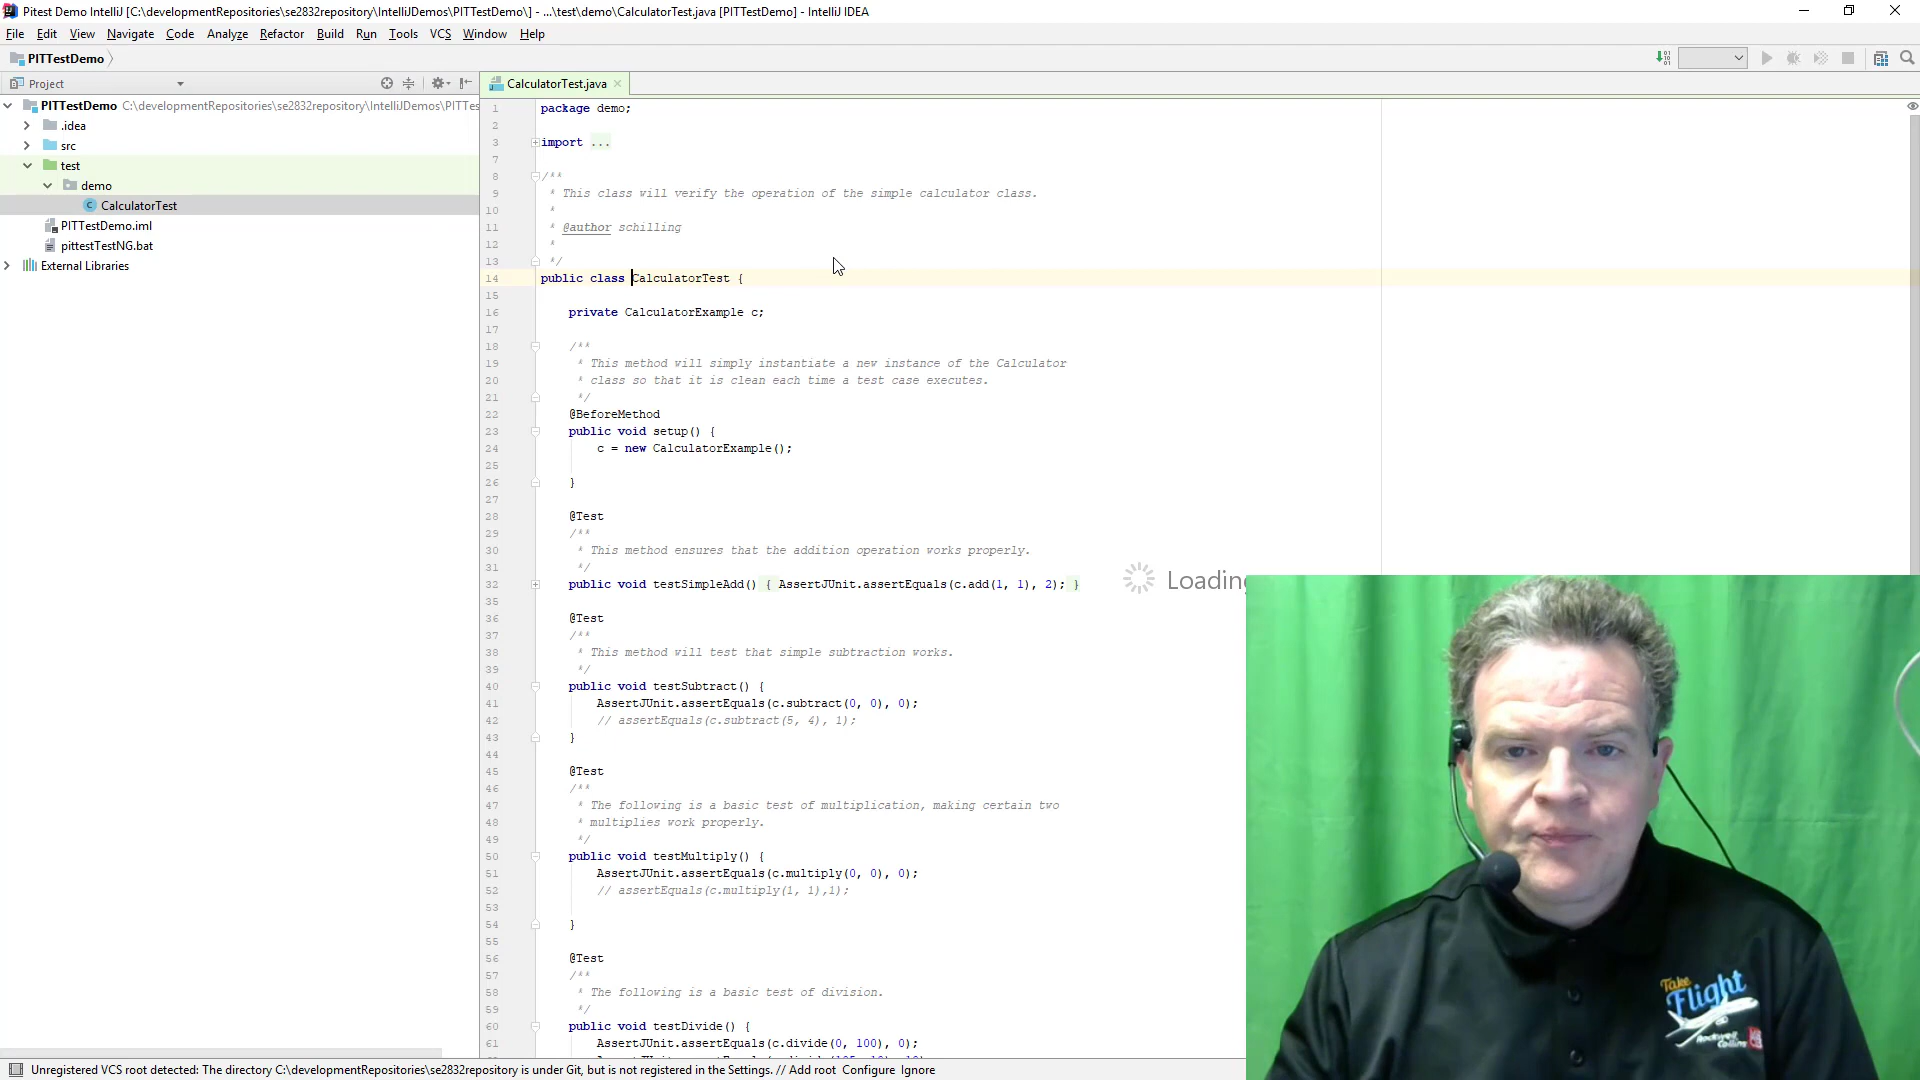 Pitest Demo IntelliJ [C:\developmentRepositories\se2832repository\IntelliJDemos\PITTestDemo\] - ...\test\demo\CalculatorTest.java [PITTestDemo] - IntelliJ IDEA
File Edit View Navigate Code Analyze Refactor Build Run Tools VCS Window Help
PITTestDemo
Project
CalculatorTest.java
PITTestDemo C:\developmentRepositories\se2832repository\IntelliJDemos\PITTes
.idea
src
test
demo
CalculatorTest
PITTestDemo.iml
pittestTestNG.bat
External Libraries
1 package demo;
2
3 import ...
7
8 /**
9 * This class will verify the operation of the simple calculator class.
10 *
11 * @author schilling
12 *
13 */
14 public class CalculatorTest {
15
16 private CalculatorExample c;
17
18 /**
19 * This method will simply instantiate a new instance of the Calculator
20 * class so that it is clean each time a test case executes.
21 */
22 @BeforeMethod
23 public void setup() {
24 c = new CalculatorExample();
25
26 }
27
28 @Test
29 /**
30 * This method ensures that the addition operation works properly.
31 */
32 public void testSimpleAdd() { AssertJUnit.assertEquals(c.add(1, 1), 2); }
35
36 @Test
37 /**
38 * This method will test that simple subtraction works.
39 */
40 public void testSubtract() {
41 AssertJUnit.assertEquals(c.subtract(0, 0), 0);
42 // assertEquals(c.subtract(5, 4), 1);
43 }
44
45 @Test
46 /**
47 * The following is a basic test of multiplication, making certain two
48 * multiplies work properly.
49 */
50 public void testMultiply() {
51 AssertJUnit.assertEquals(c.multiply(0, 0), 0);
52 // assertEquals(c.multiply(1, 1),1);
53
54 }
55
56 @Test
57 /**
58 * The following is a basic test of division.
59 */
60 public void testDivide() {
61 AssertJUnit.assertEquals(c.divide(0, 100), 0);
Loading
Take
Flight
Rockwell
Collins
Unregistered VCS root detected: The directory C:\developmentRepositories\se2832repository is under Git, but is not registered in the Settings. // Add root Configure Ignore